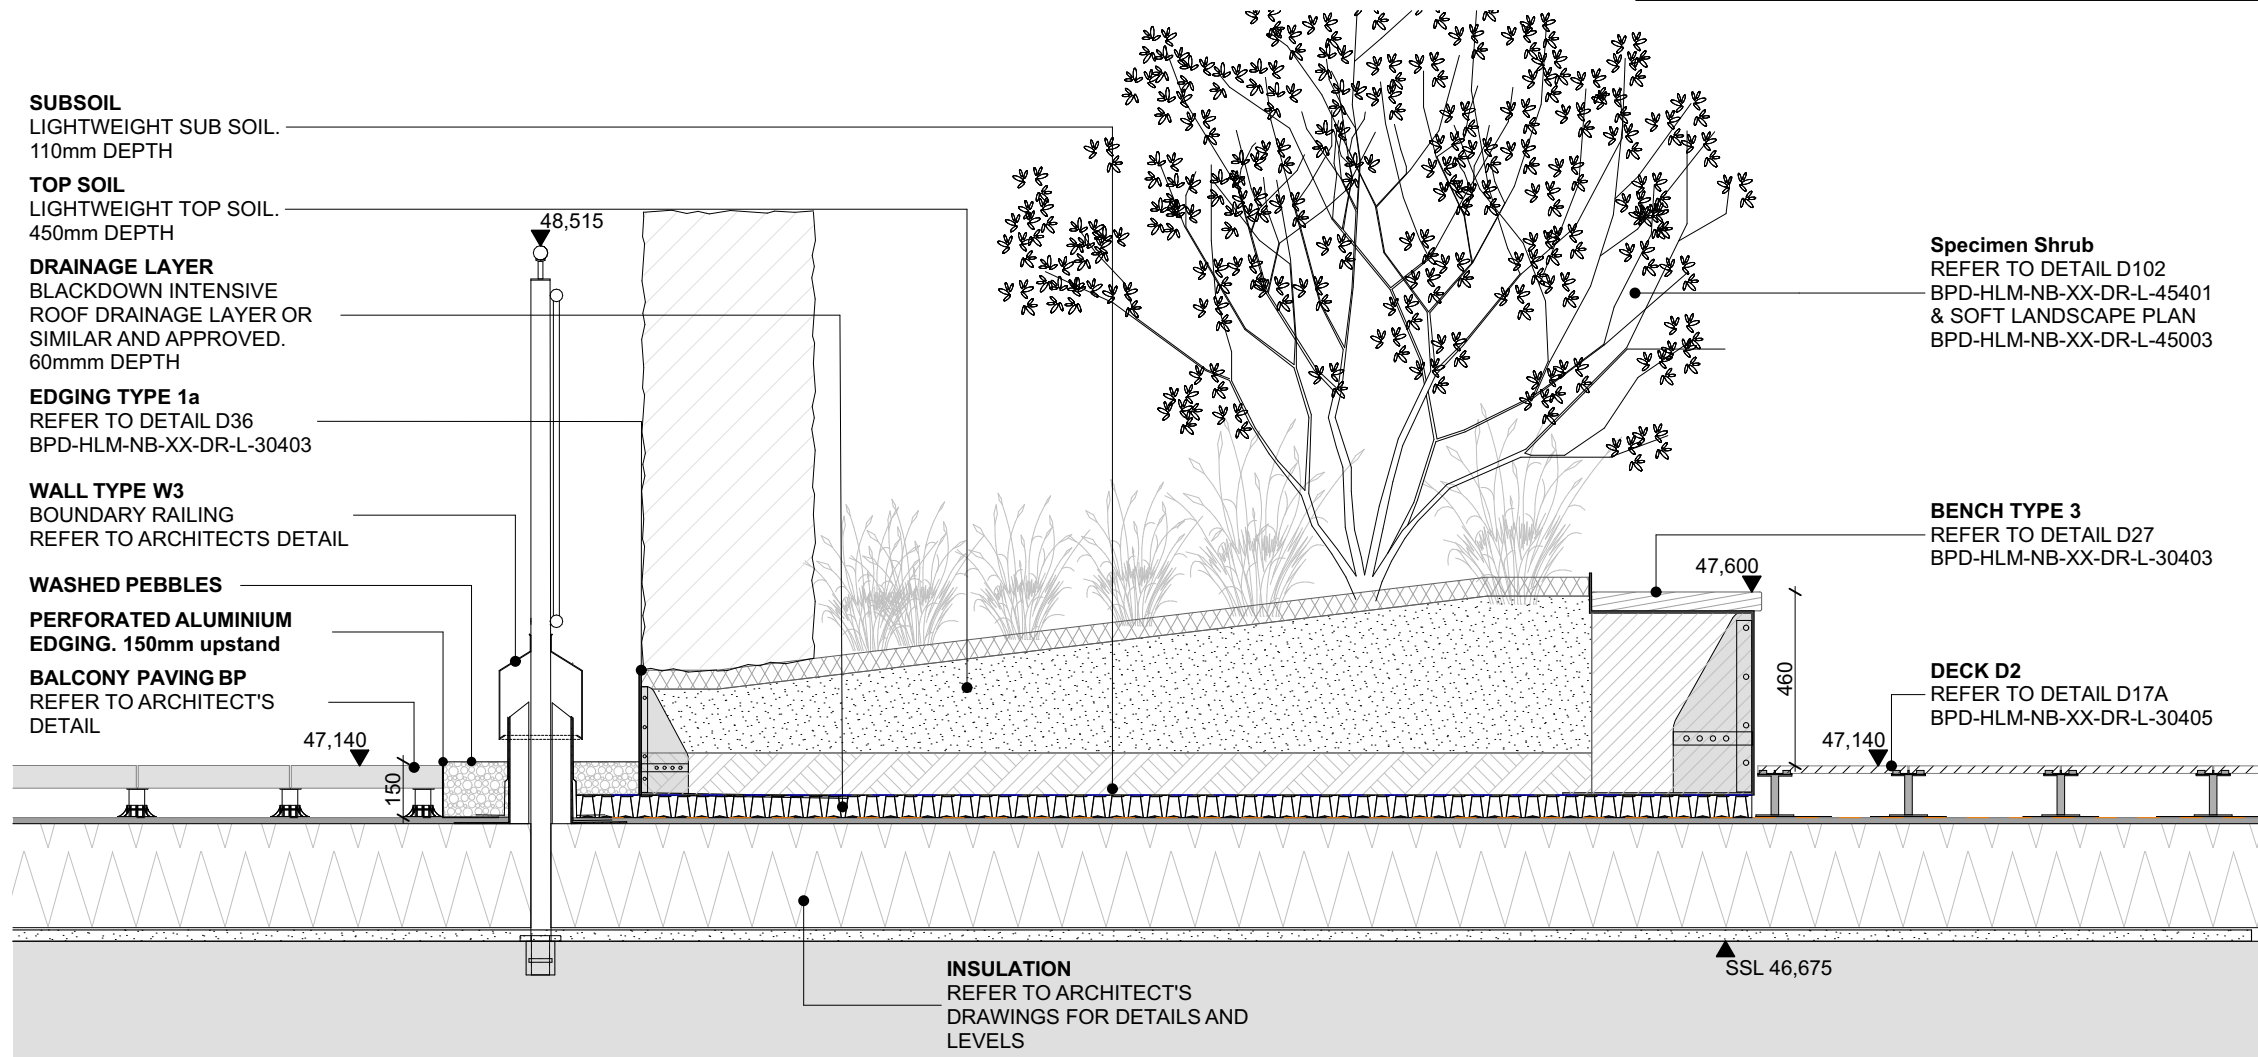 SUBSOIL
LIGHTWEIGHT SUB SOIL.
110mm DEPTH
TOP SOIL
LIGHTWEIGHT TOP SOIL.
450mm DEPTH
DRAINAGE LAYER
BLACKDOWN INTENSIVE
ROOF DRAINAGE LAYER OR
SIMILAR AND APPROVED.
60mmm DEPTH
EDGING TYPE 1a
REFER TO DETAIL D36
BPD-HLM-NB-XX-DR-L-30403
WALL TYPE W3
BOUNDARY RAILING
REFER TO ARCHITECTS DETAIL
WASHED PEBBLES
PERFORATED ALUMINIUM
EDGING. 150mm upstand
BALCONY PAVING BP
REFER TO ARCHITECT'S
DETAIL
47,140
150
48,515
Specimen Shrub
REFER TO DETAIL D102
BPD-HLM-NB-XX-DR-L-45401
& SOFT LANDSCAPE PLAN
BPD-HLM-NB-XX-DR-L-45003
BENCH TYPE 3
REFER TO DETAIL D27
BPD-HLM-NB-XX-DR-L-30403
47,600
460
DECK D2
REFER TO DETAIL D17A
BPD-HLM-NB-XX-DR-L-30405
47,140
INSULATION
REFER TO ARCHITECT'S
DRAWINGS FOR DETAILS AND
LEVELS
SSL 46,675